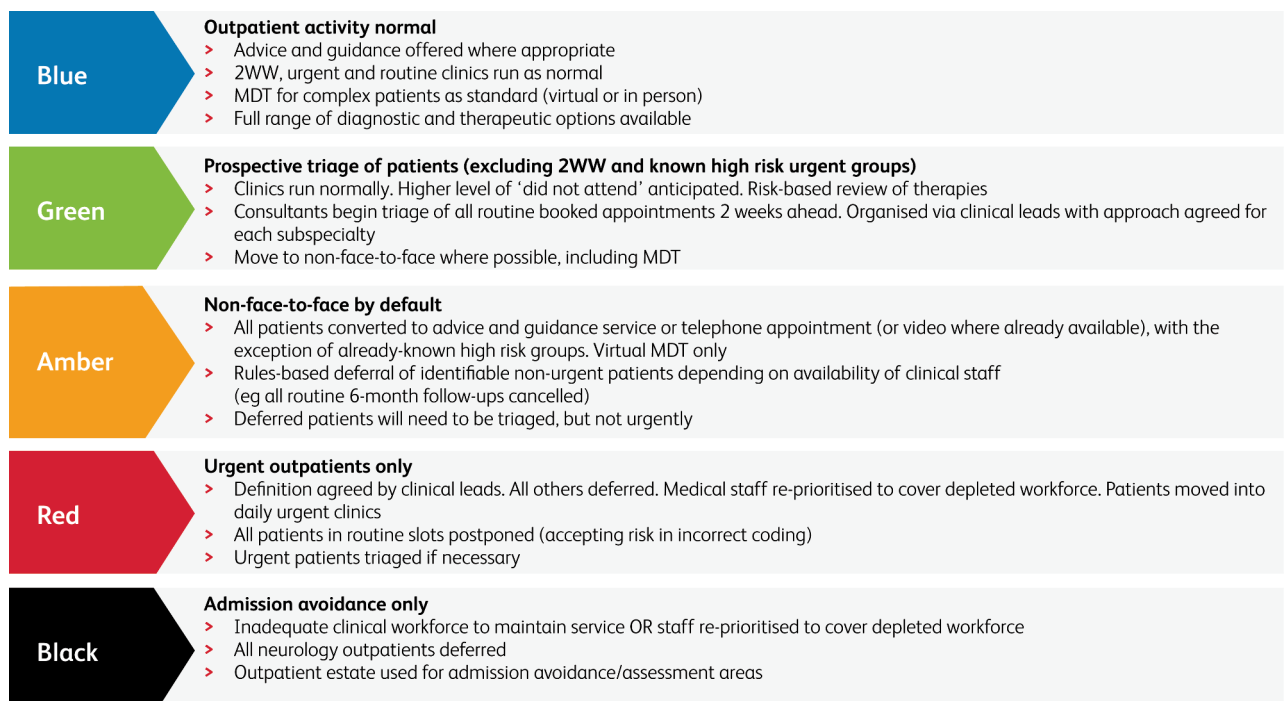 Blue
Outpatient activity normal
> Advice and guidance offered where appropriate
> 2WW, urgent and routine clinics run as normal
> MDT for complex patients as standard (virtual or in person)
> Full range of diagnostic and therapeutic options available
Green
Prospective triage of patients (excluding 2WW and known high risk urgent groups)
> Clinics run normally. Higher level of ‘did not attend’ anticipated. Risk-based review of therapies
> Consultants begin triage of all routine booked appointments 2 weeks ahead. Organised via clinical leads with approach agreed for
each subspecialty
> Move to non-face-to-face where possible, including MDT
Amber
Non-face-to-face by default
> All patients converted to advice and guidance service or telephone appointment (or video where already available), with the
exception of already-known high risk groups. Virtual MDT only
> Rules-based deferral of identifiable non-urgent patients depending on availability of clinical staff
(eg all routine 6-month follow-ups cancelled)
> Deferred patients will need to be triaged, but not urgently
Red
Urgent outpatients only
> Definition agreed by clinical leads. All others deferred. Medical staff re-prioritised to cover depleted workforce. Patients moved into
daily urgent clinics
> All patients in routine slots postponed (accepting risk in incorrect coding)
> Urgent patients triaged if necessary
Black
Admission avoidance only
> Inadequate clinical workforce to maintain service OR staff re-prioritised to cover depleted workforce
> All neurology outpatients deferred
> Outpatient estate used for admission avoidance/assessment areas